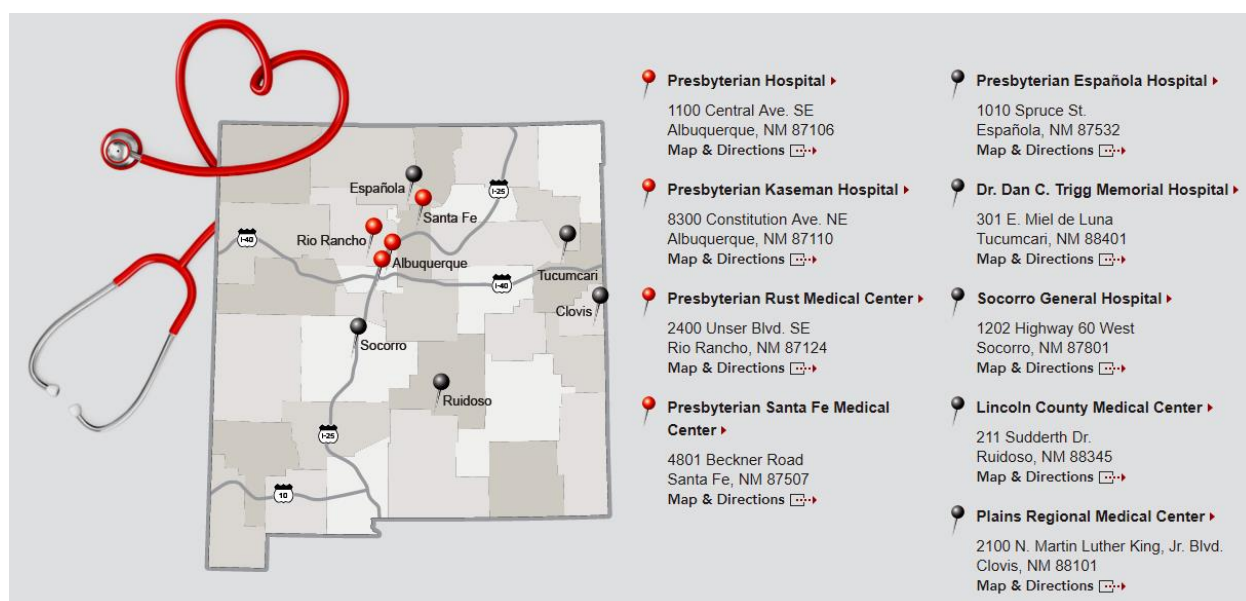 Española
Santa Fe
I-25
Rio Rancho
I-40
Albuquerque
Tucumcari
I-40
Clovis
Socorro
Ruidoso
I-25
10
Presbyterian Hospital
1100 Central Ave. SE
Albuquerque, NM 87106
Map & Directions
Presbyterian Kaseman Hospital
8300 Constitution Ave. NE
Albuquerque, NM 87110
Map & Directions
Presbyterian Rust Medical Center
2400 Unser Blvd. SE
Rio Rancho, NM 87124
Map & Directions
Presbyterian Santa Fe Medical
Center
4801 Beckner Road
Santa Fe, NM 87507
Map & Directions
Presbyterian Española Hospital
1010 Spruce St.
Española, NM 87532
Map & Directions
Dr. Dan C. Trigg Memorial Hospital
301 E. Miel de Luna
Tucumcari, NM 88401
Map & Directions
Socorro General Hospital
1202 Highway 60 West
Socorro, NM 87801
Map & Directions
Lincoln County Medical Center
211 Sudderth Dr.
Ruidoso, NM 88345
Map & Directions
Plains Regional Medical Center
2100 N. Martin Luther King, Jr. Blvd.
Clovis, NM 88101
Map & Directions